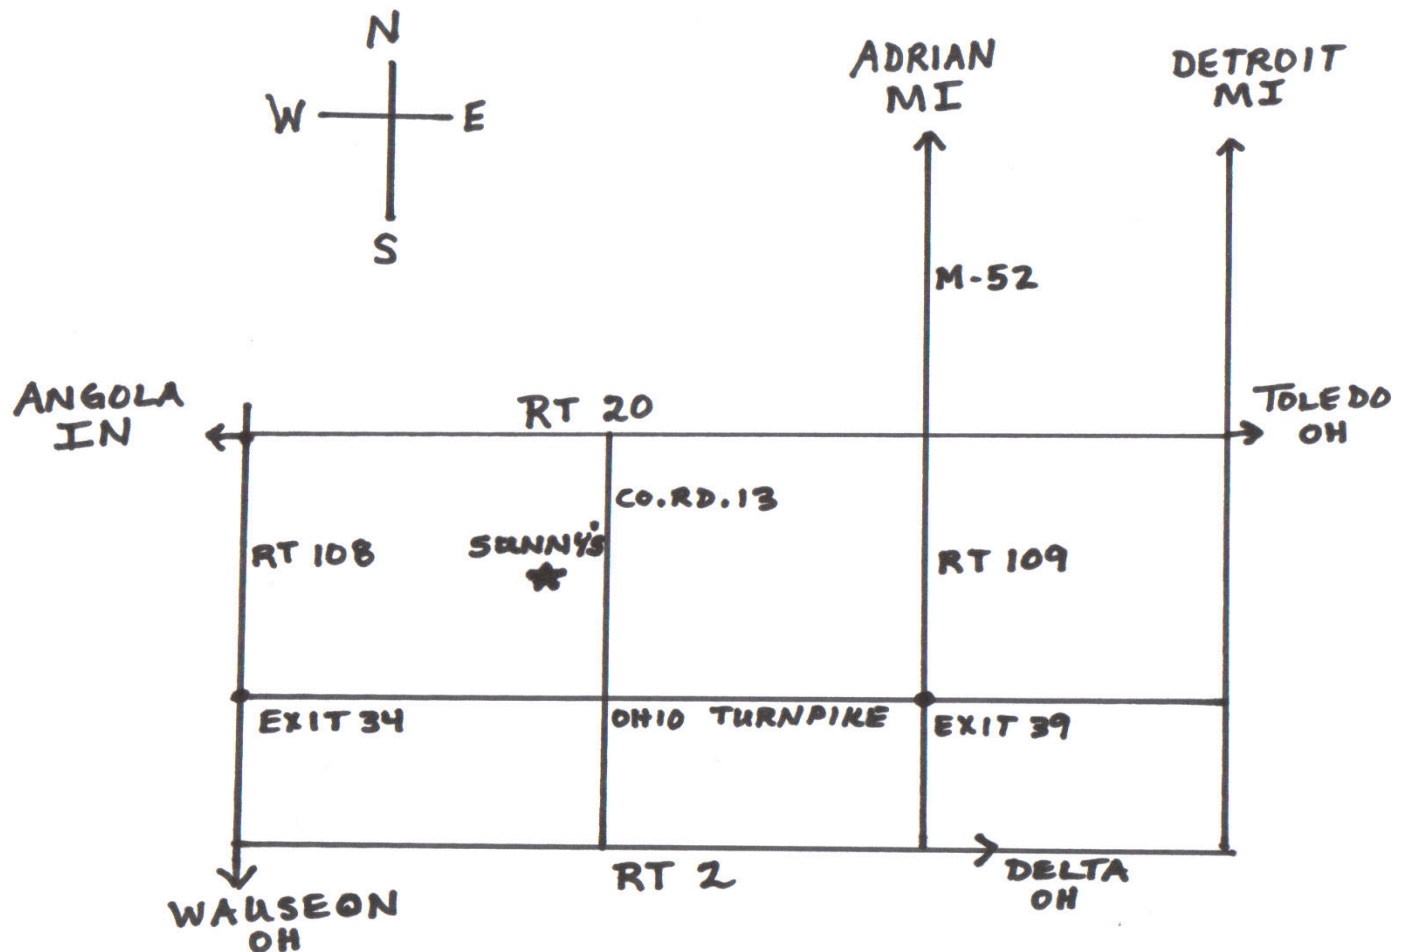 N
W E
S
ADRIAN
MI
DETROIT
MI
M-52
ANGOLA
IN
RT 20
TOLEDO
OH
CO.RD.13
RT 108
SUNNY'S
RT 109
EXIT 34
OHIO TURNPIKE
EXIT 39
RT 2
DELTA
OH
WAUSEON
OH